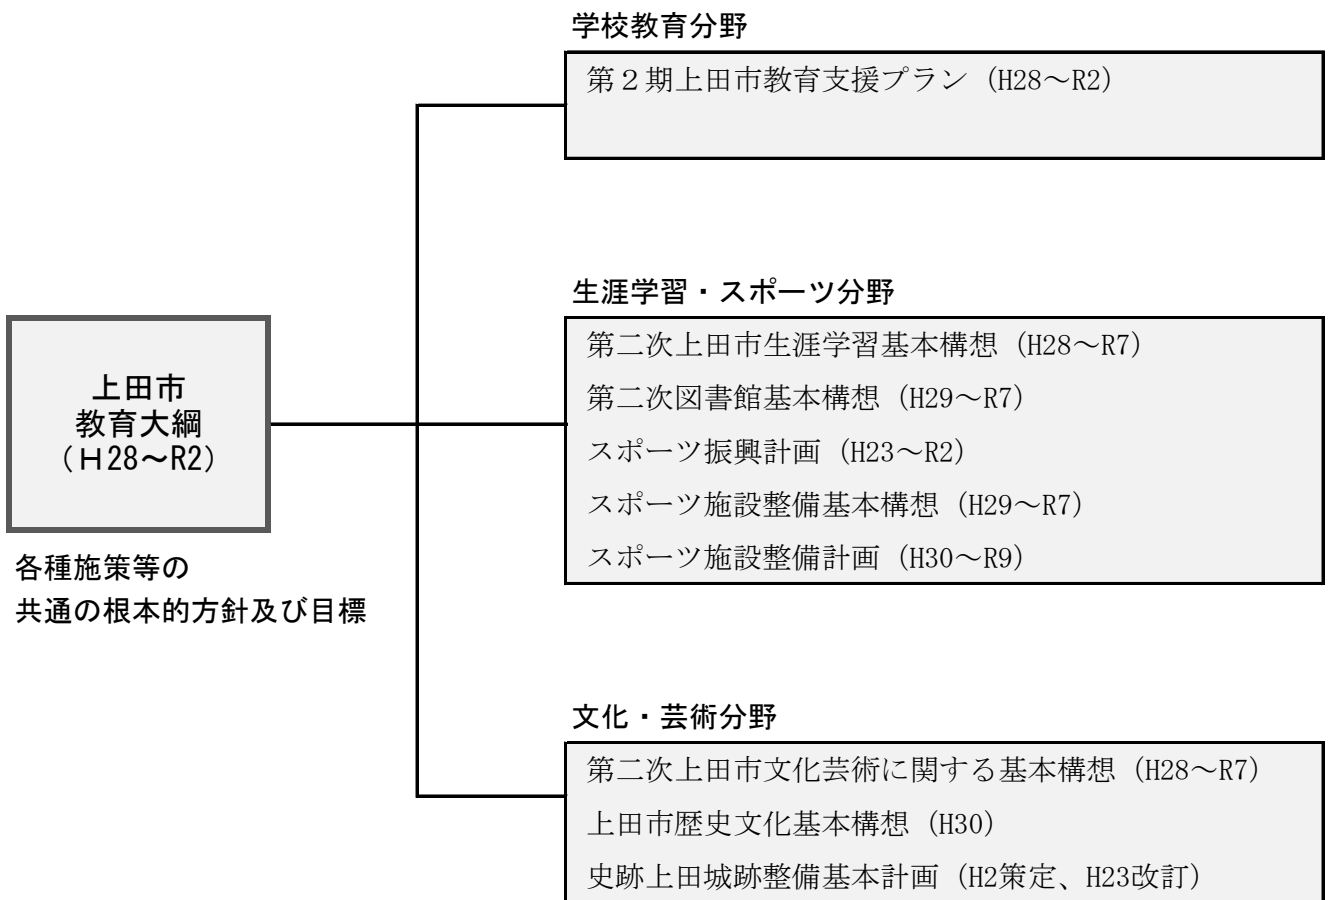 学校教育分野
第２期上田市教育支援プラン（H28～R2）
生涯学習・スポーツ分野
第二次上田市生涯学習基本構想（H28～R7）
第二次図書館基本構想（H29～R7）
スポーツ振興計画（H23～R2）
スポーツ施設整備基本構想（H29～R7）
スポーツ施設整備計画（H30～R9）
上田市
教育大綱
（Ｈ28～R2）
各種施策等の
共通の根本的方針及び目標
文化・芸術分野
第二次上田市文化芸術に関する基本構想（H28～R7）
上田市歴史文化基本構想（H30）
史跡上田城跡整備基本計画（H2策定、H23改訂）